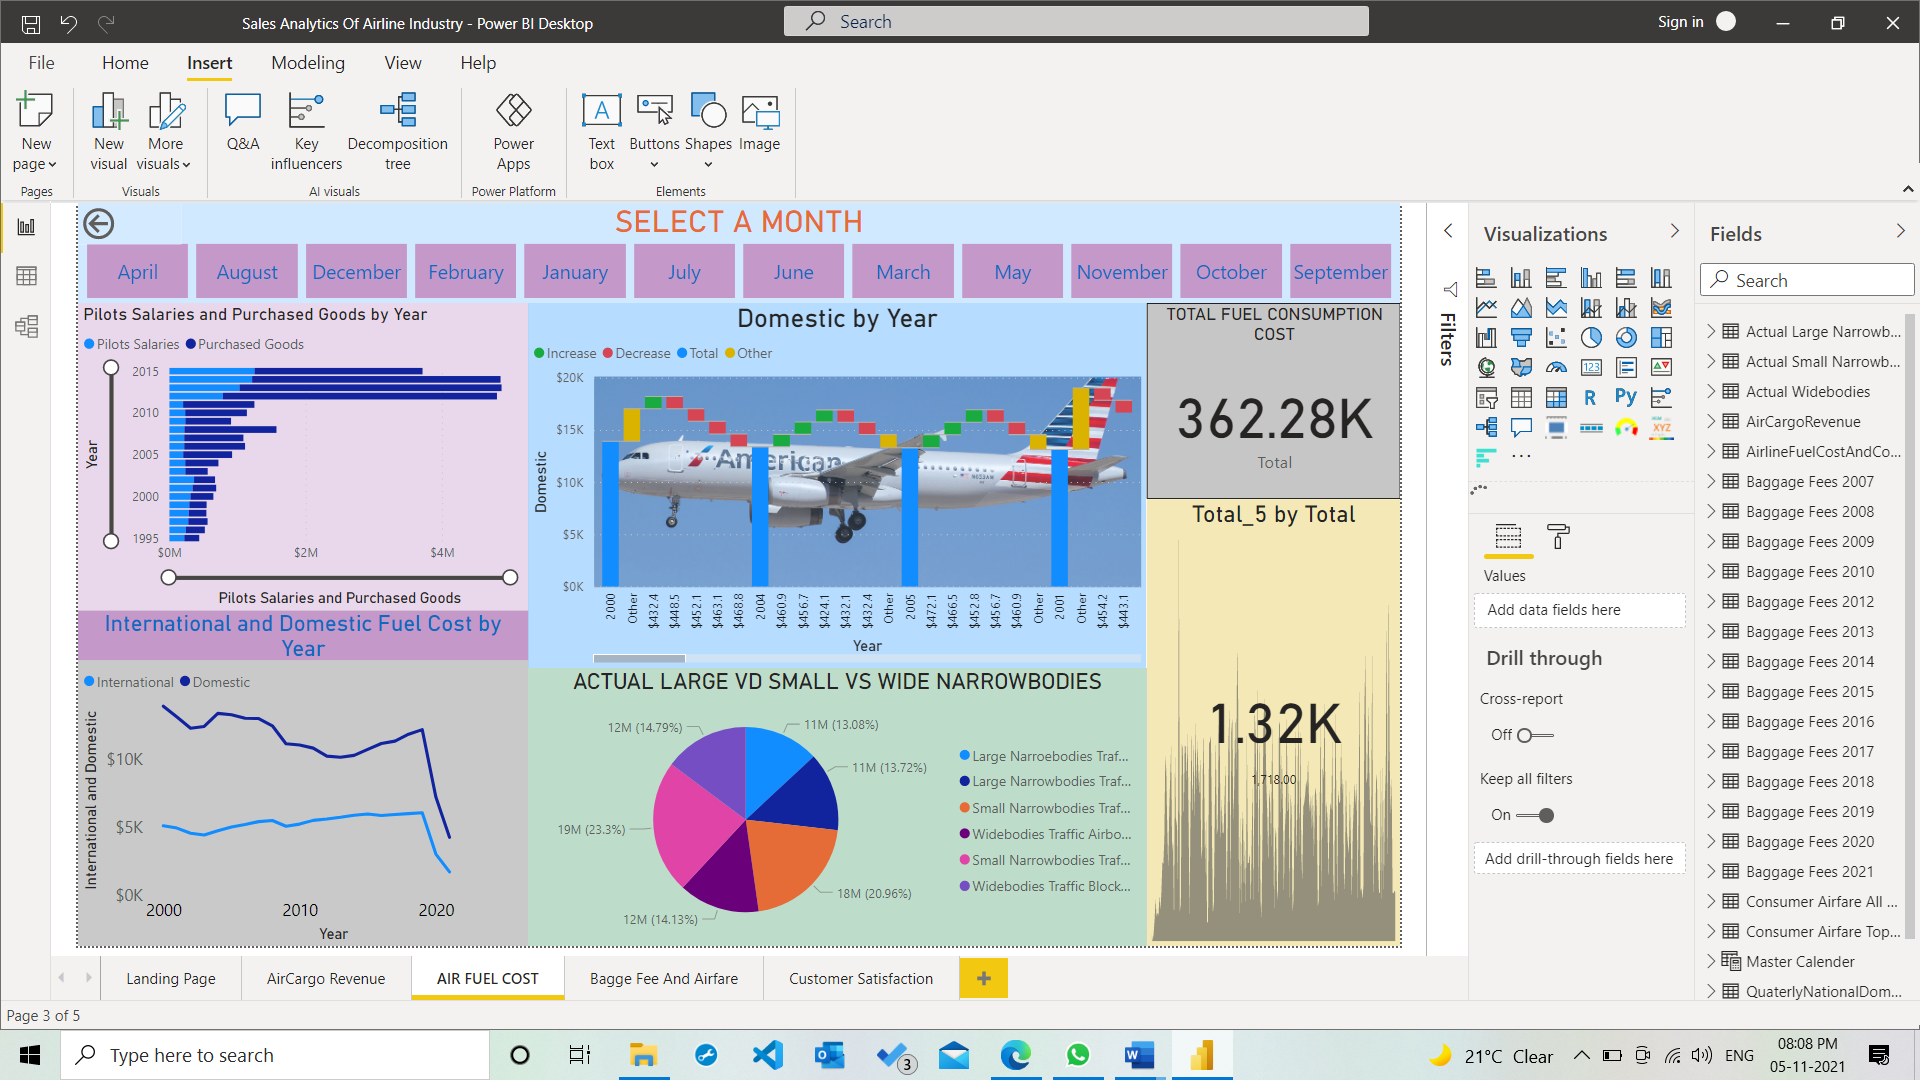 Sales Analytics Of Airline Industry - Power BI Desktop
Search
Sign in
File Home Insert Modeling View Help
New page
New visual
More visuals
Q&A
Key influencers
Decomposition tree
Power Apps
Text box
Buttons
Shapes
Image
Pages
Visuals
AI visuals
Power Platform
Elements
SELECT A MONTH
April August December February January July June March May November October September
Pilots Salaries and Purchased Goods by Year
Pilots Salaries Purchased Goods
Year
2015
2010
2005
2000
1995
$0M $2M $4M
Pilots Salaries and Purchased Goods
Domestic by Year
Increase Decrease Total Other
Domestic
$20K
$15K
$10K
$5K
$0K
American
2000 Other $432.4 $448.5 $452.1 $463.1 $468.8 2004 $460.9 $456.7 $424.1 $432.1 $432.4 Other 2005 $472.1 $466.5 $452.8 $456.7 $460.9 Other 2001 Other $454.2 $443.1
Year
TOTAL FUEL CONSUMPTION
COST
362.28K
Total
International and Domestic Fuel Cost by
Year
International Domestic
International and Domestic
$10K
$5K
$0K
2000 2010 2020
Year
ACTUAL LARGE VD SMALL VS WIDE NARROWBODIES
12M (14.79%)
11M (13.08%)
11M (13.72%)
19M (23.3%)
18M (20.96%)
12M (14.13%)
Large Narroebodies Traf...
Large Narrowbodies Traf...
Small Narrowbodies Traf...
Widebodies Traffic Airbo...
Small Narrowbodies Traf...
Widebodies Traffic Block...
Total_5 by Total
1.32K
1,718.00
Filters
Visualizations
123
R
Py
XYZ
...
Values
Add data fields here
Drill through
Cross-report
Off
Keep all filters
On
Add drill-through fields here
Fields
Search
Actual Large Narrowb...
Actual Small Narrowb...
Actual Widebodies
AirCargoRevenue
AirlineFuelCostAndCo...
Baggage Fees 2007
Baggage Fees 2008
Baggage Fees 2009
Baggage Fees 2010
Baggage Fees 2012
Baggage Fees 2013
Baggage Fees 2014
Baggage Fees 2015
Baggage Fees 2016
Baggage Fees 2017
Baggage Fees 2018
Baggage Fees 2019
Baggage Fees 2020
Baggage Fees 2021
Consumer Airfare All ...
Consumer Airfare Top...
Master Calender
QuaterlyNationalDom...
Landing Page
AirCargo Revenue
AIR FUEL COST
Bagge Fee And Airfare
Customer Satisfaction
Page 3 of 5
Type here to search
3
21°C Clear
ENG
08:08 PM
05-11-2021